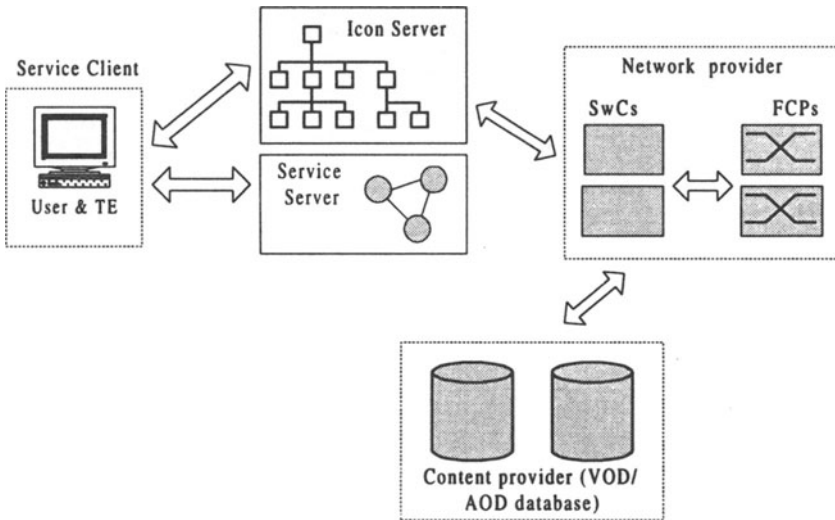 Icon Server
Service Client
User & TE
Service
Server
Network provider
SwCs
FCPs
Content provider (VOD/
AOD database)